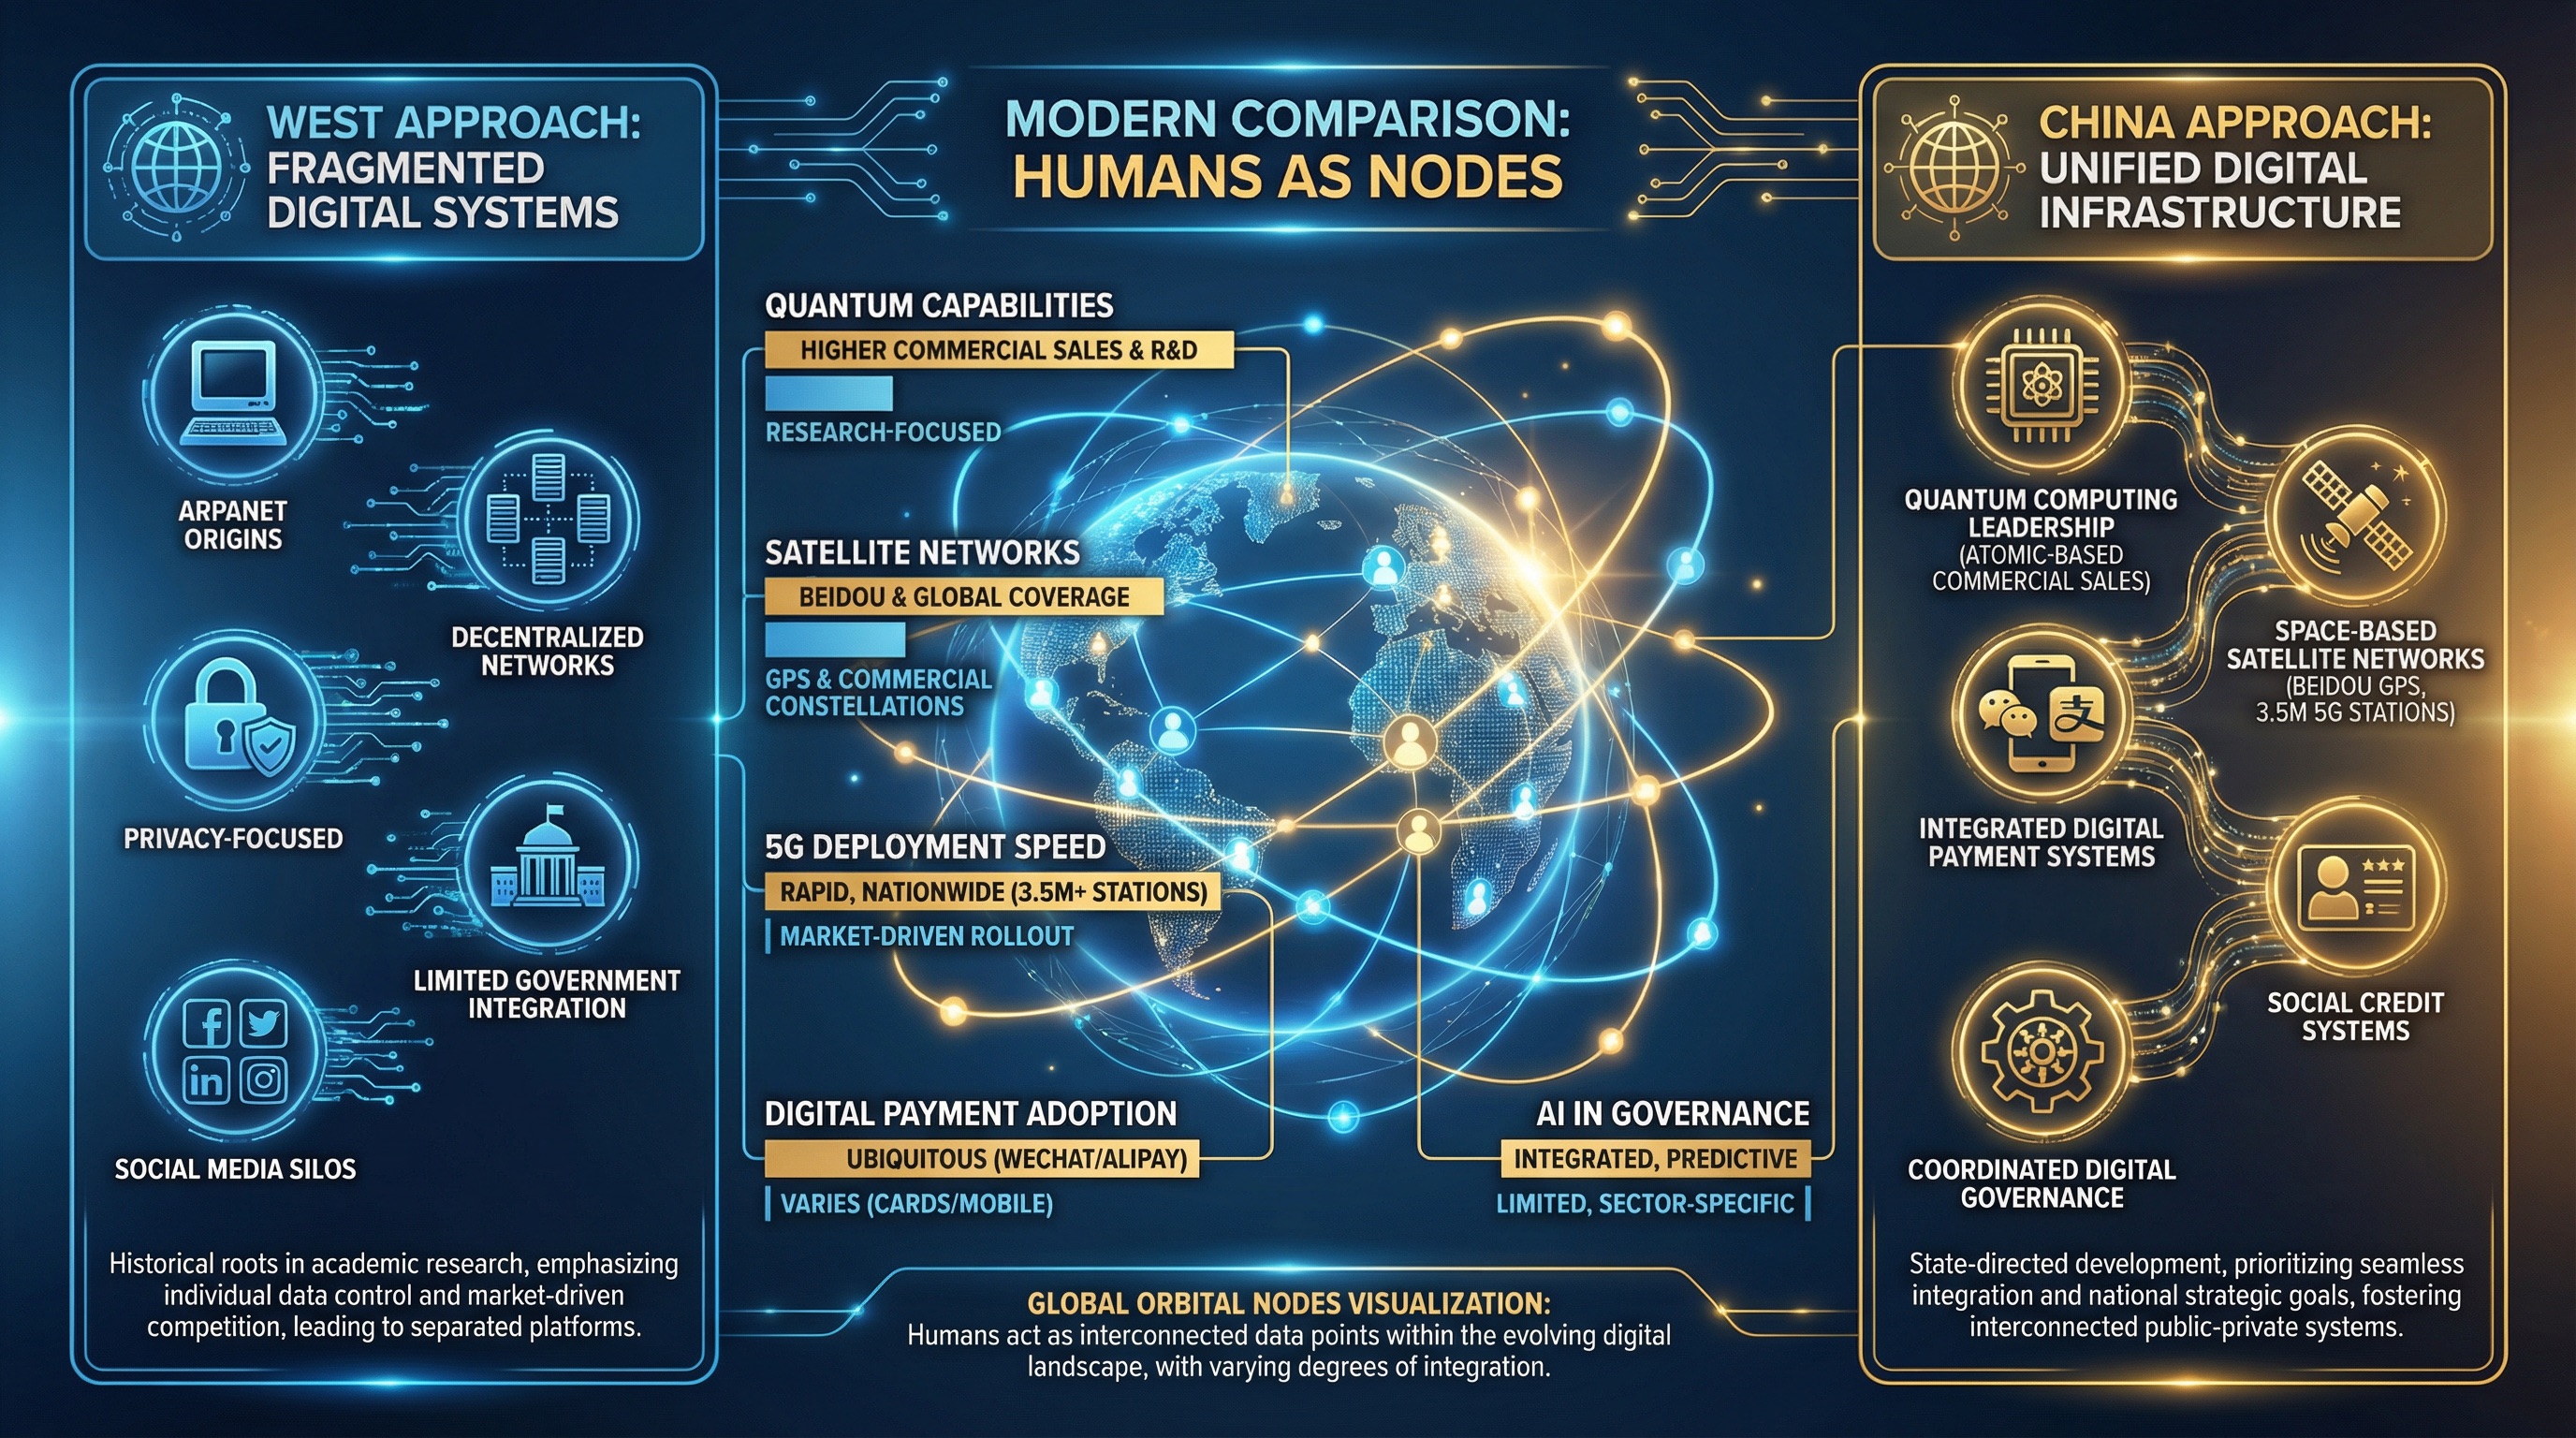 WEST APPROACH:
FRAGMENTED
DIGITAL SYSTEMS
ARPANET
ORIGINS
DECENTRALIZED
NETWORKS
PRIVACY-FOCUSED
LIMITED GOVERNMENT
INTEGRATION
f
in
SOCIAL MEDIA SILOS
Historical roots in academic research, emphasizing
individual data control and market-driven
competition, leading to separated platforms.
MODERN COMPARISON:
HUMANS AS NODES
QUANTUM CAPABILITIES
HIGHER COMMERCIAL SALES & R&D
RESEARCH-FOCUSED
SATELLITE NETWORKS
BEIDOU & GLOBAL COVERAGE
GPS & COMMERCIAL
CONSTELLATIONS
5G DEPLOYMENT SPEED
RAPID, NATIONWIDE (3.5M+ STATIONS)
MARKET-DRIVEN ROLLOUT
DIGITAL PAYMENT ADOPTION
UBIQUITOUS (WECHAT/ALIPAY)
VARIES (CARDS/MOBILE)
AI IN GOVERNANCE
INTEGRATED, PREDICTIVE
LIMITED, SECTOR-SPECIFIC
GLOBAL ORBITAL NODES VISUALIZATION:
Humans act as interconnected data points within the evolving digital
landscape, with varying degrees of integration.
CHINA APPROACH:
UNIFIED DIGITAL
INFRASTRUCTURE
QUANTUM COMPUTING
LEADERSHIP
(ATOMIC-BASED
COMMERCIAL SALES)
SPACE-BASED
SATELLITE NETWORKS
(BEIDOU GPS,
3.5M 5G STATIONS)
支
INTEGRATED DIGITAL
PAYMENT SYSTEMS
SOCIAL CREDIT
SYSTEMS
COORDINATED DIGITAL
GOVERNANCE
State-directed development, prioritizing seamless
integration and national strategic goals, fostering
interconnected public-private systems.